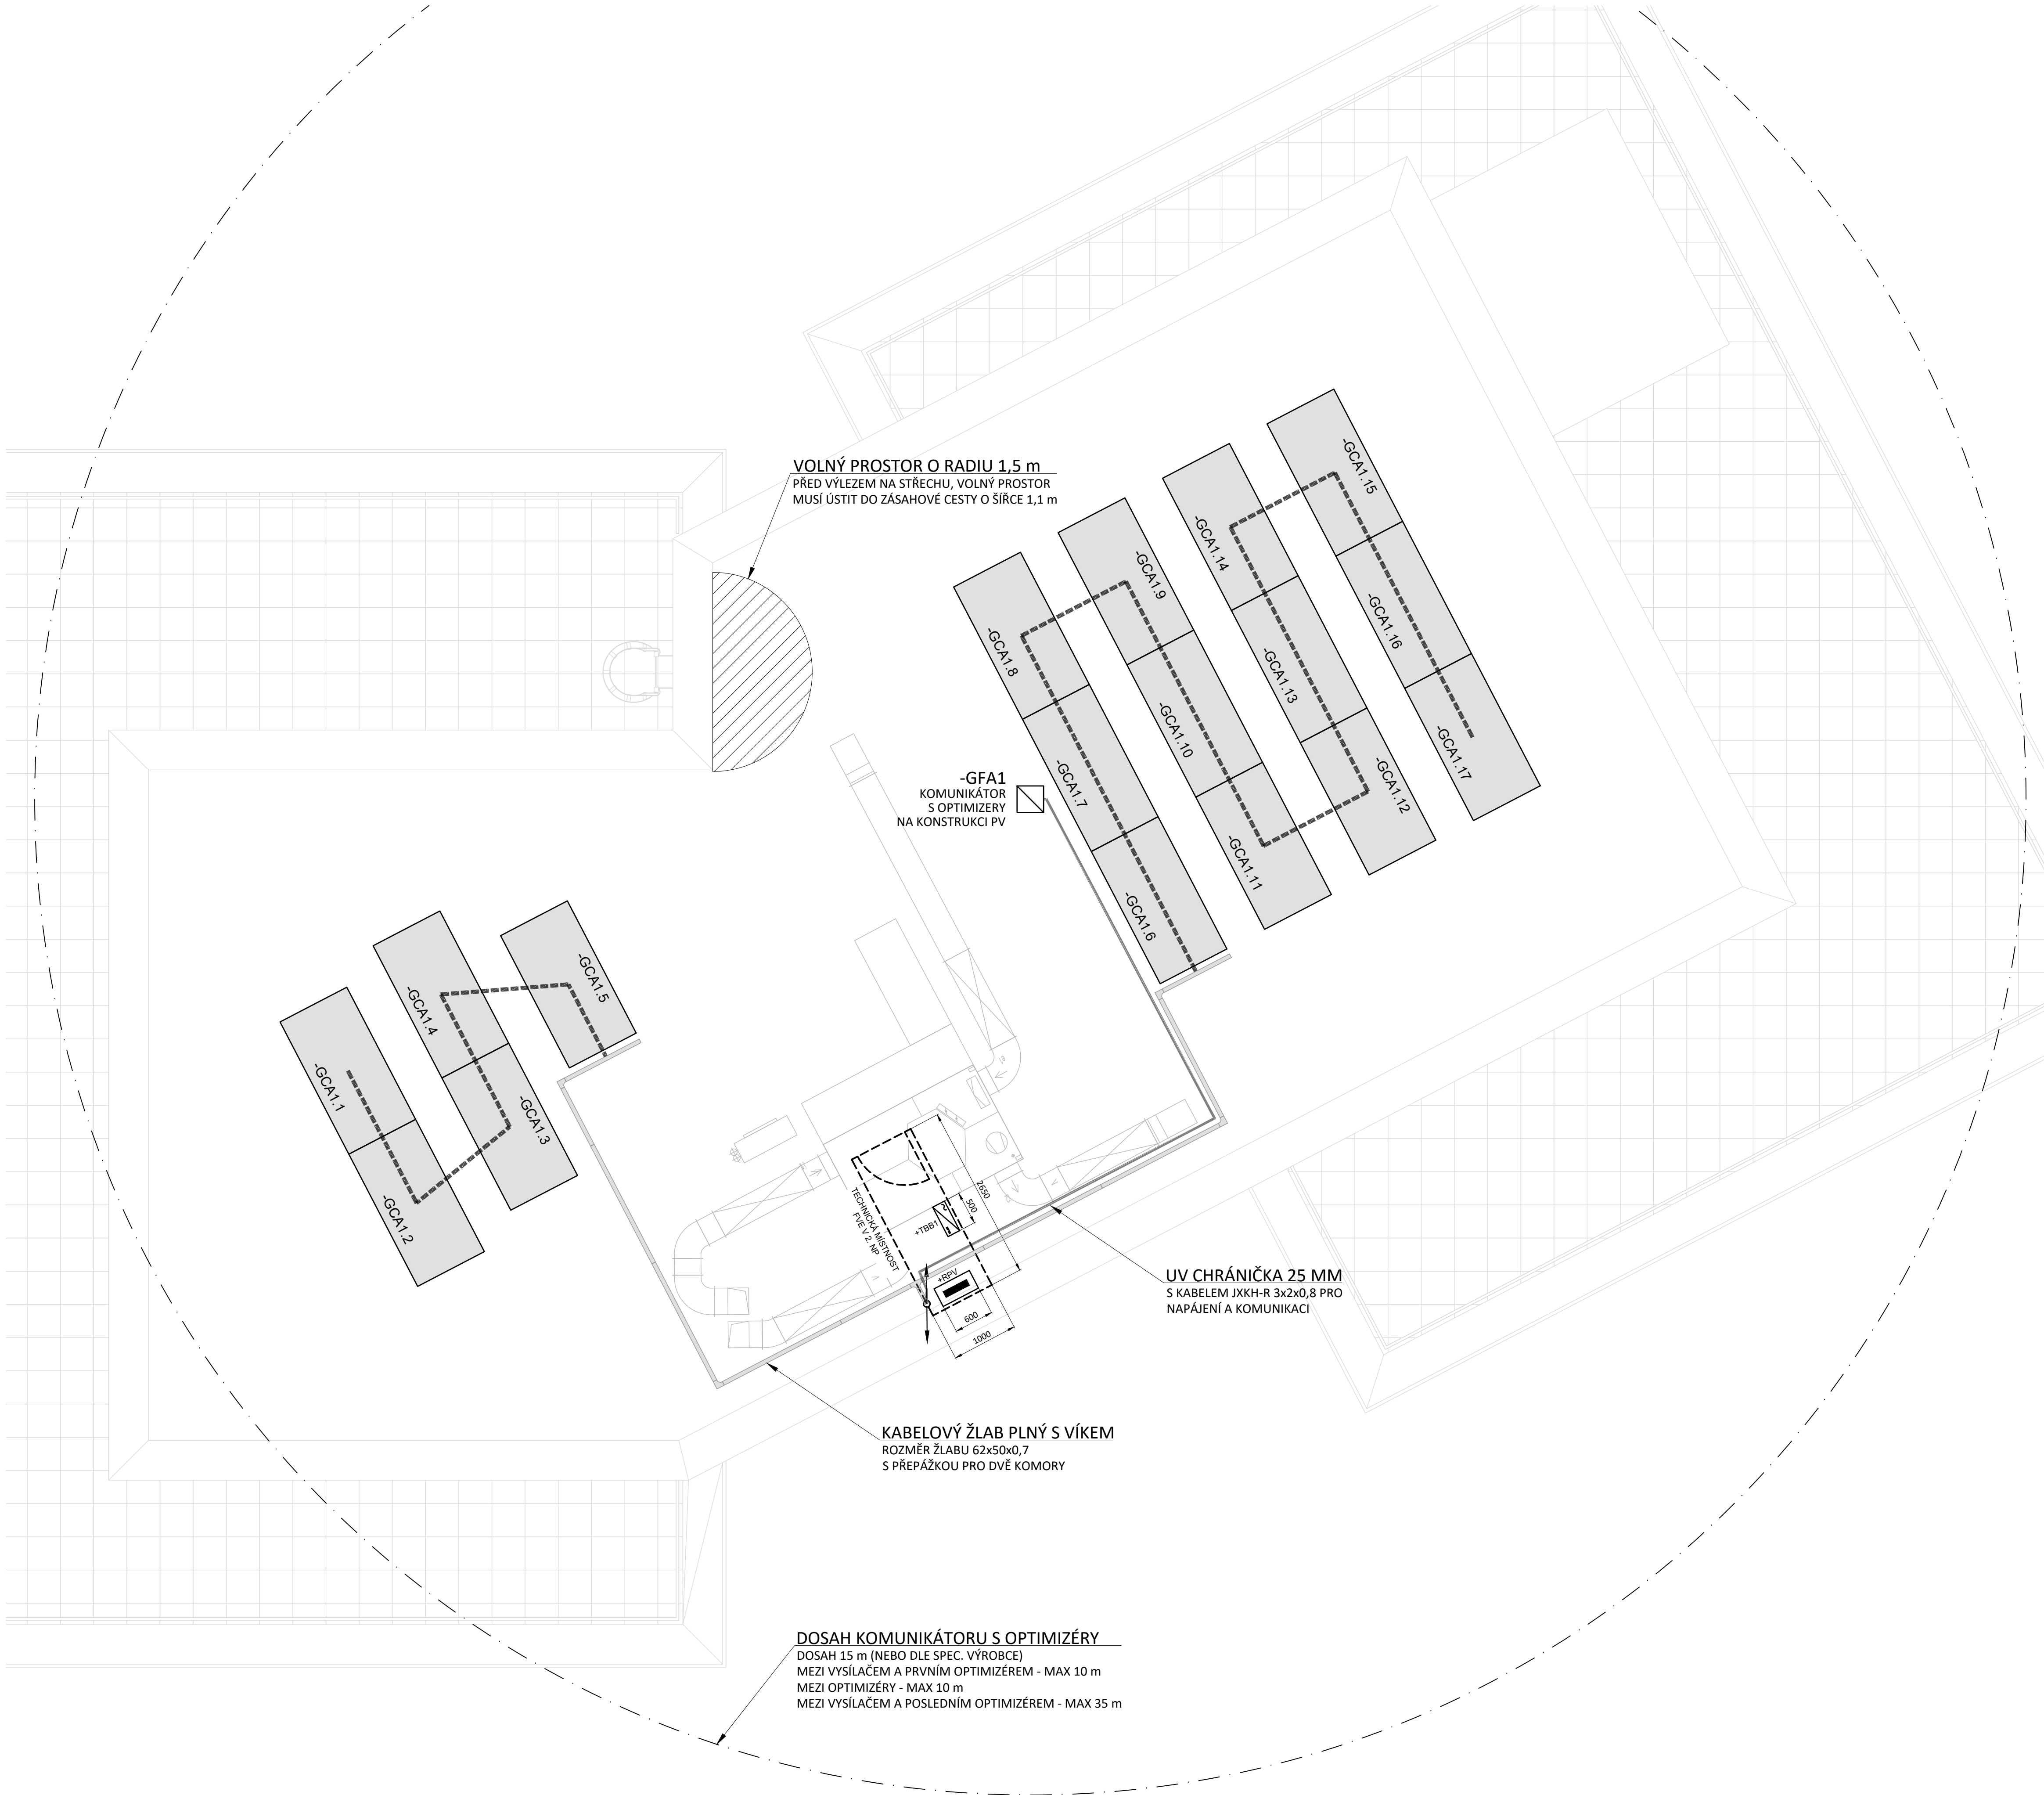 VOLNÝ PROSTOR O RADIU 1,5 m
PŘED VÝLEZEM NA STŘECHU, VOLNÝ PROSTOR
MUSÍ ÚSTIT DO ZÁSAHOVÉ CESTY O ŠÍŘCE 1,1 m
-GCA1.15
-GCA1.14
-GCA1.9
-GCA1.8
-GCA1.16
-GCA1.13
-GCA1.10
-GCA1.7
-GCA1.17
-GCA1.12
-GCA1.11
-GCA1.6
-GFA1
KOMUNIKÁTOR
S OPTIMIZERY
NA KONSTRUKCI PV
-GCA1.5
-GCA1.4
-GCA1.1
-GCA1.3
-GCA1.2
TECHNICKÁ MÍSTNOST
FVE V 2. NP
2650
500
+TBB1
+RPV
600
1000
UV CHRÁNIČKA 25 MM
S KABELEM JXKH-R 3x2x0,8 PRO
NAPÁJENÍ A KOMUNIKACI
KABELOVÝ ŽLAB PLNÝ S VÍKEM
ROZMĚR ŽLABU 62x50x0,7
S PŘEPÁŽKOU PRO DVĚ KOMORY
DOSAH KOMUNIKÁTORU S OPTIMIZÉRY
DOSAH 15 m (NEBO DLE SPEC. VÝROBCE)
MEZI VYSÍLAČEM A PRVNÍM OPTIMIZÉREM - MAX 10 m
MEZI OPTIMIZÉRY - MAX 10 m
MEZI VYSÍLAČEM A POSLEDNÍM OPTIMIZÉREM - MAX 35 m